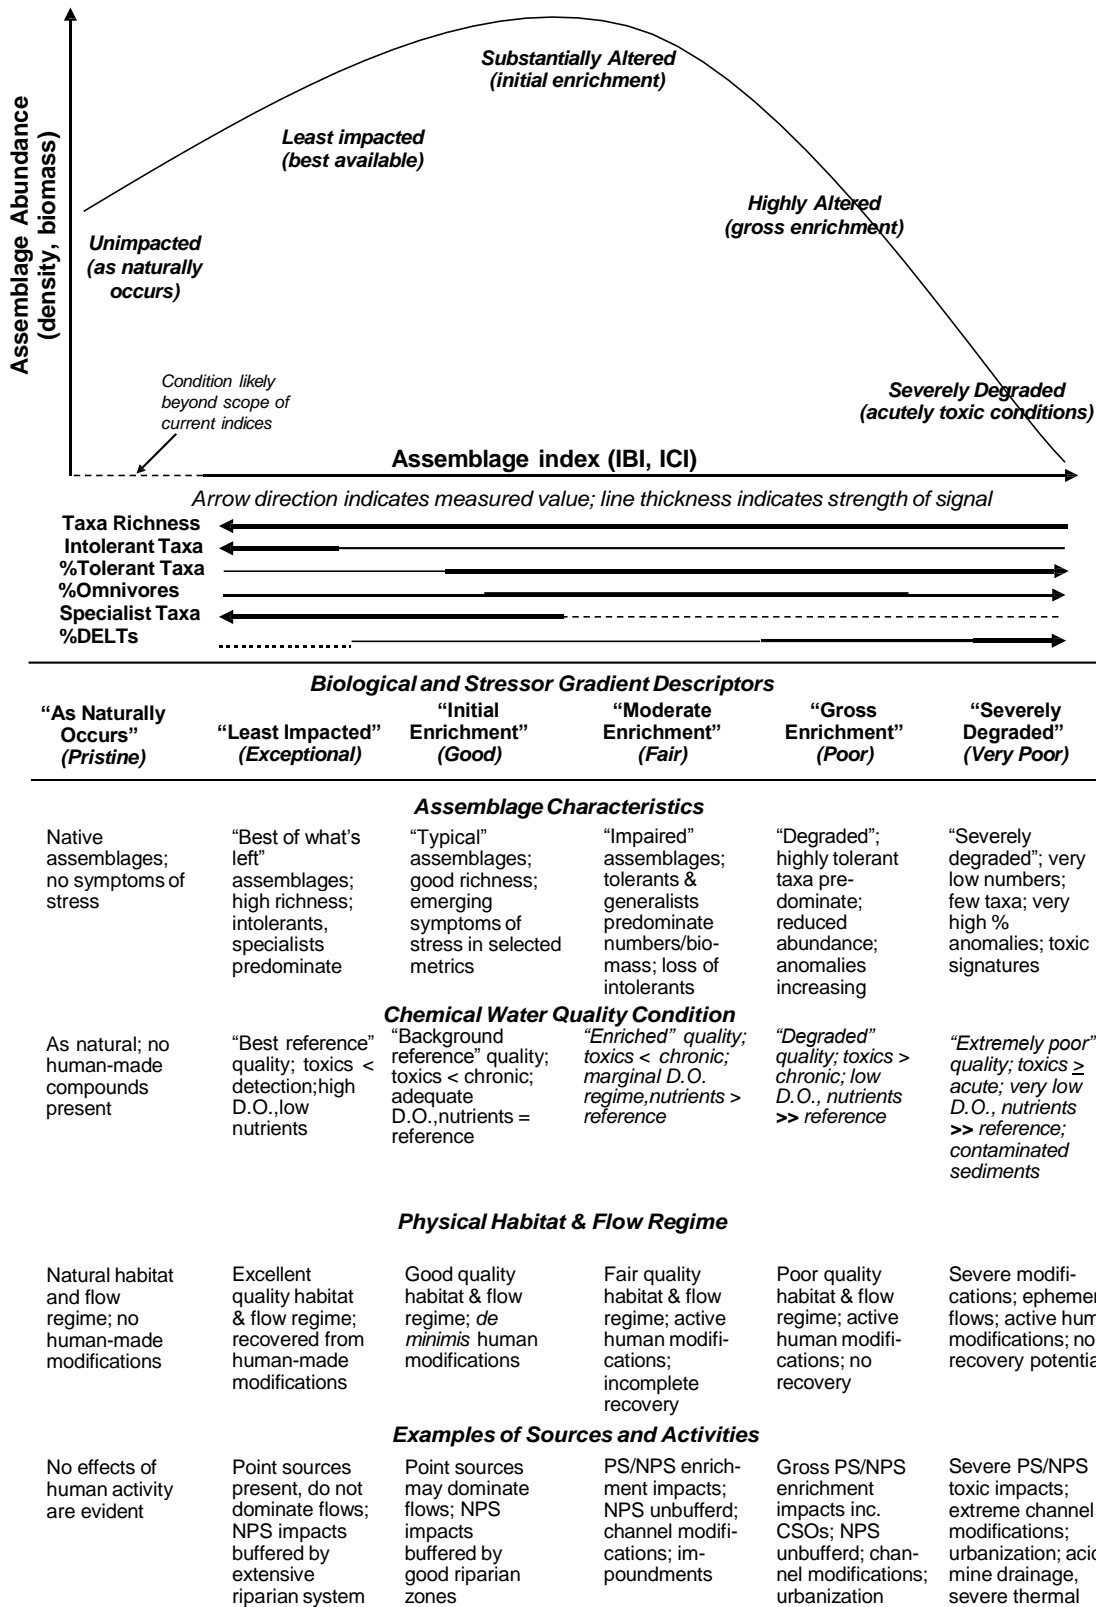 Assemblage Abundance
(density, biomass)
Substantially Altered
(initial enrichment)
Least impacted
(best available)
Highly Altered
(gross enrichment)
Unimpacted
(as naturally
occurs)
Condition likely
beyond scope of
current indices
Severely Degraded
(acutely toxic conditions)
Assemblage index (IBI, ICI)
Arrow direction indicates measured value; line thickness indicates strength of signal
Taxa Richness
Intolerant Taxa
%Tolerant Taxa
%Omnivores
Specialist Taxa
%DELTs
Biological and Stressor Gradient Descriptors
“As Naturally
Occurs”
(Pristine)
“Least Impacted”
(Exceptional)
“Initial
Enrichment”
(Good)
“Moderate
Enrichment”
(Fair)
“Gross
Enrichment”
(Poor)
“Severely
Degraded”
(Very Poor)
Assemblage Characteristics
Native
assemblages;
no symptoms of
stress
“Best of what’s
left”
assemblages;
high richness;
intolerants,
specialists
predominate
“Typical”
assemblages;
good richness;
emerging
symptoms of
stress in selected
metrics
“Impaired”
assemblages;
tolerants &
generalists
predominate
numbers/bio-
mass; loss of
intolerants
“Degraded”;
highly tolerant
taxa pre-
dominate;
reduced
abundance;
anomalies
increasing
“Severely
degraded”; very
low numbers;
few taxa; very
high %
anomalies; toxic
signatures
Chemical Water Quality Condition
As natural; no
human-made
compounds
present
“Best reference”
quality; toxics <
detection;high
D.O.,low
nutrients
“Background
reference” quality;
toxics < chronic;
adequate
D.O.,nutrients =
reference
“Enriched” quality;
toxics < chronic;
marginal D.O.
regime,nutrients >
reference
“Degraded”
quality; toxics >
chronic; low
D.O., nutrients
>> reference
“Extremely poor”
quality; toxics ≥
acute; very low
D.O., nutrients
>> reference;
contaminated
sediments
Physical Habitat & Flow Regime
Natural habitat
and flow
regime; no
human-made
modifications
Excellent
quality habitat
& flow regime;
recovered from
human-made
modifications
Good quality
habitat & flow
regime; de
minimis human
modifications
Fair quality
habitat & flow
regime; active
human modifi-
cations;
incomplete
recovery
Poor quality
habitat & flow
regime; active
human modifi-
cations; no
recovery
Severe modifi-
cations; ephemer
flows; active hum
modifications; no
recovery potentia
Examples of Sources and Activities
No effects of
human activity
are evident
Point sources
present, do not
dominate flows;
NPS impacts
buffered by
extensive
riparian system
Point sources
may dominate
flows; NPS
impacts
buffered by
good riparian
zones
PS/NPS enrich-
ment impacts;
NPS unbufferd;
channel modifi-
cations; im-
poundments
Gross PS/NPS
enrichment
impacts inc.
CSOs; NPS
unbufferd; chan-
nel modifications;
urbanization
Severe PS/NPS
toxic impacts;
extreme channel
modifications;
urbanization; acid
mine drainage,
severe thermal